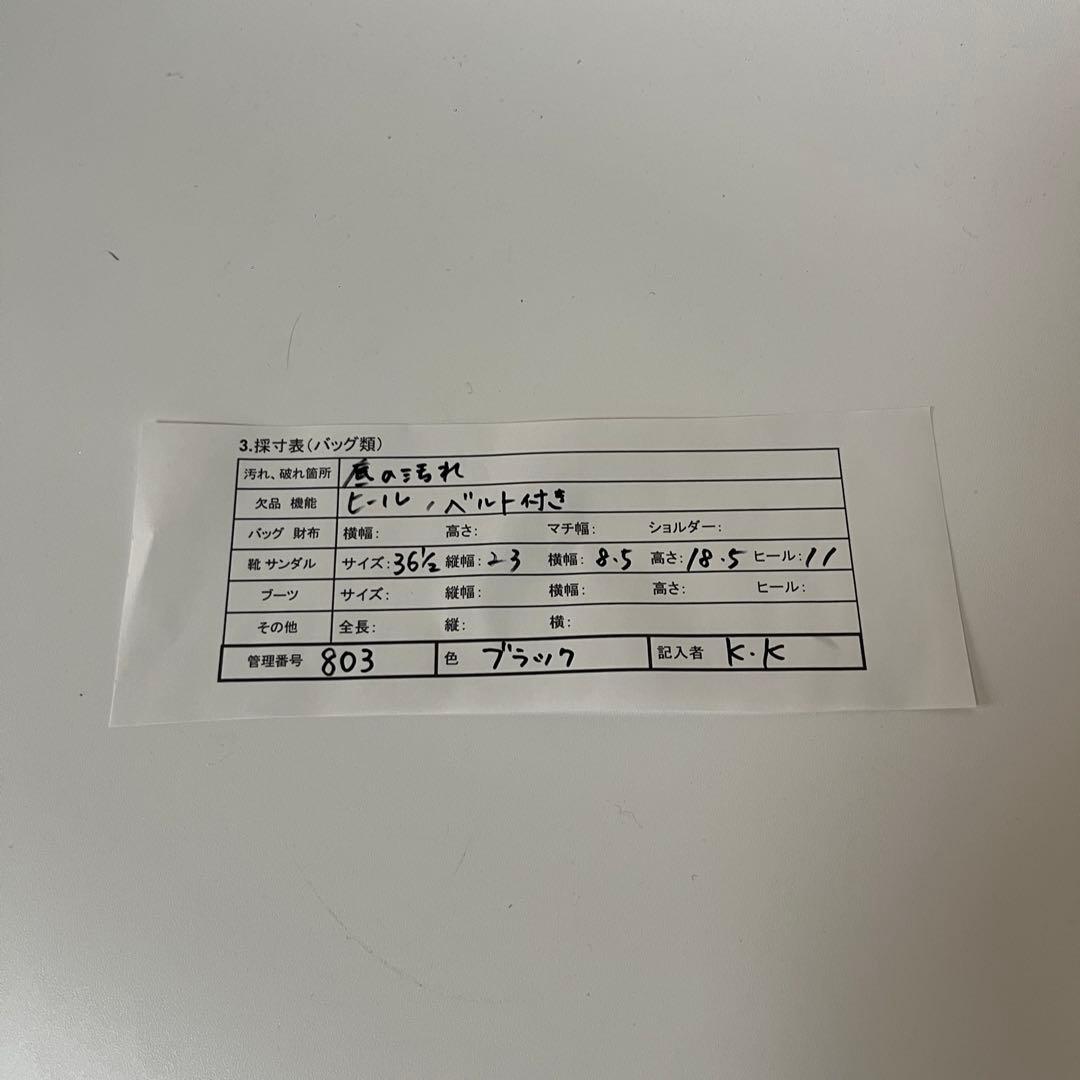 3.採寸表(バッグ類)
汚れ、破れ箇所 底の汚れ
欠品 機能 ヒール、ベルト付き
バッグ 財布 横幅: 高さ: マチ幅: ショルダー:
靴 サンダル サイズ:36½ 縦幅:23 横幅:8.5 高さ:18.5 ヒール:11
ブーツ サイズ: 縦幅: 横幅: 高さ: ヒール:
その他 全長: 縦: 横:
管理番号 803 色 ブラック 記入者 K.K